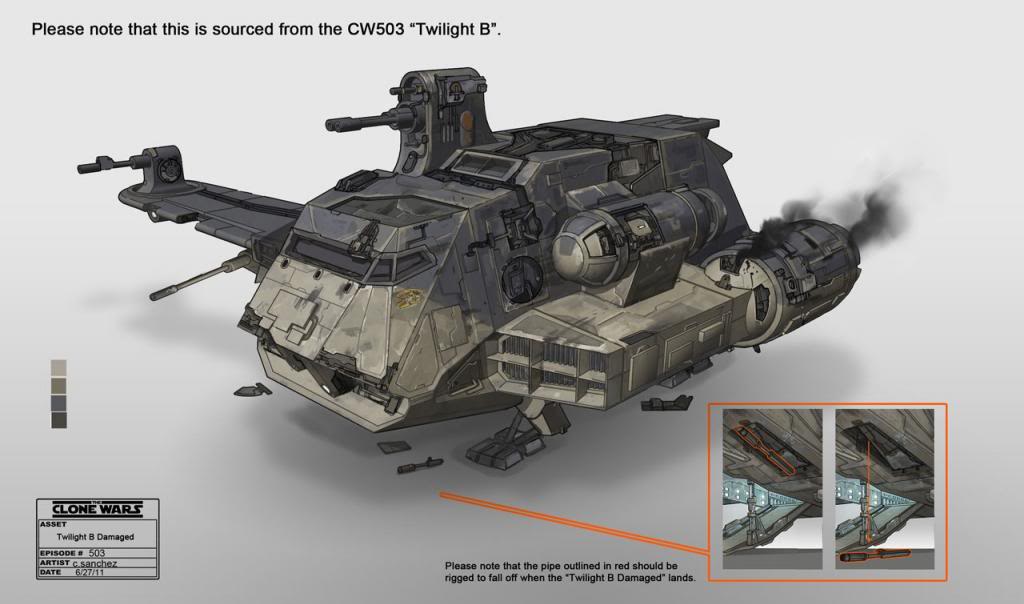 Please note that this is sourced from the CW503 “Twilight B”.
THE
CLONE WARS
ASSET
Twilight B Damaged
EPISODE # 503
ARTIST c.sanchez
DATE 6/27/11
Please note that the pipe outlined in red should be
rigged to fall off when the “Twilight B Damaged” lands.